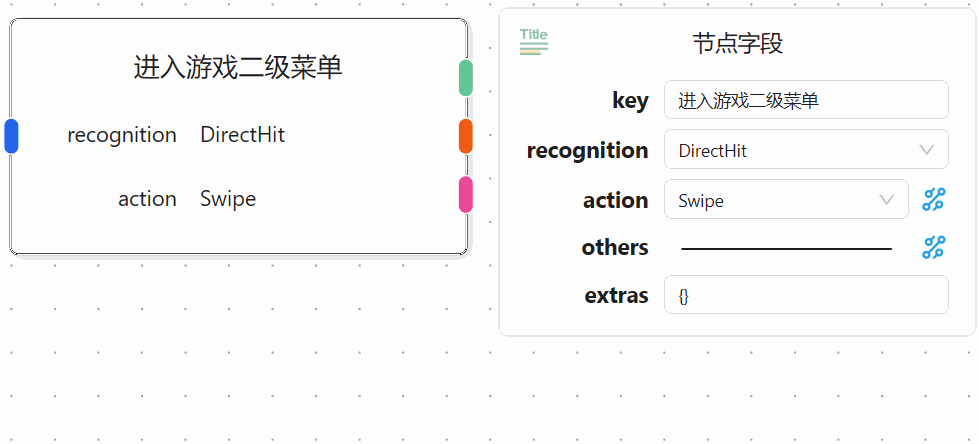 进入游戏二级菜单
recognition DirectHit
action Swipe
Title
节点字段
key 进入游戏二级菜单
recognition DirectHit
action Swipe
others
extras {}